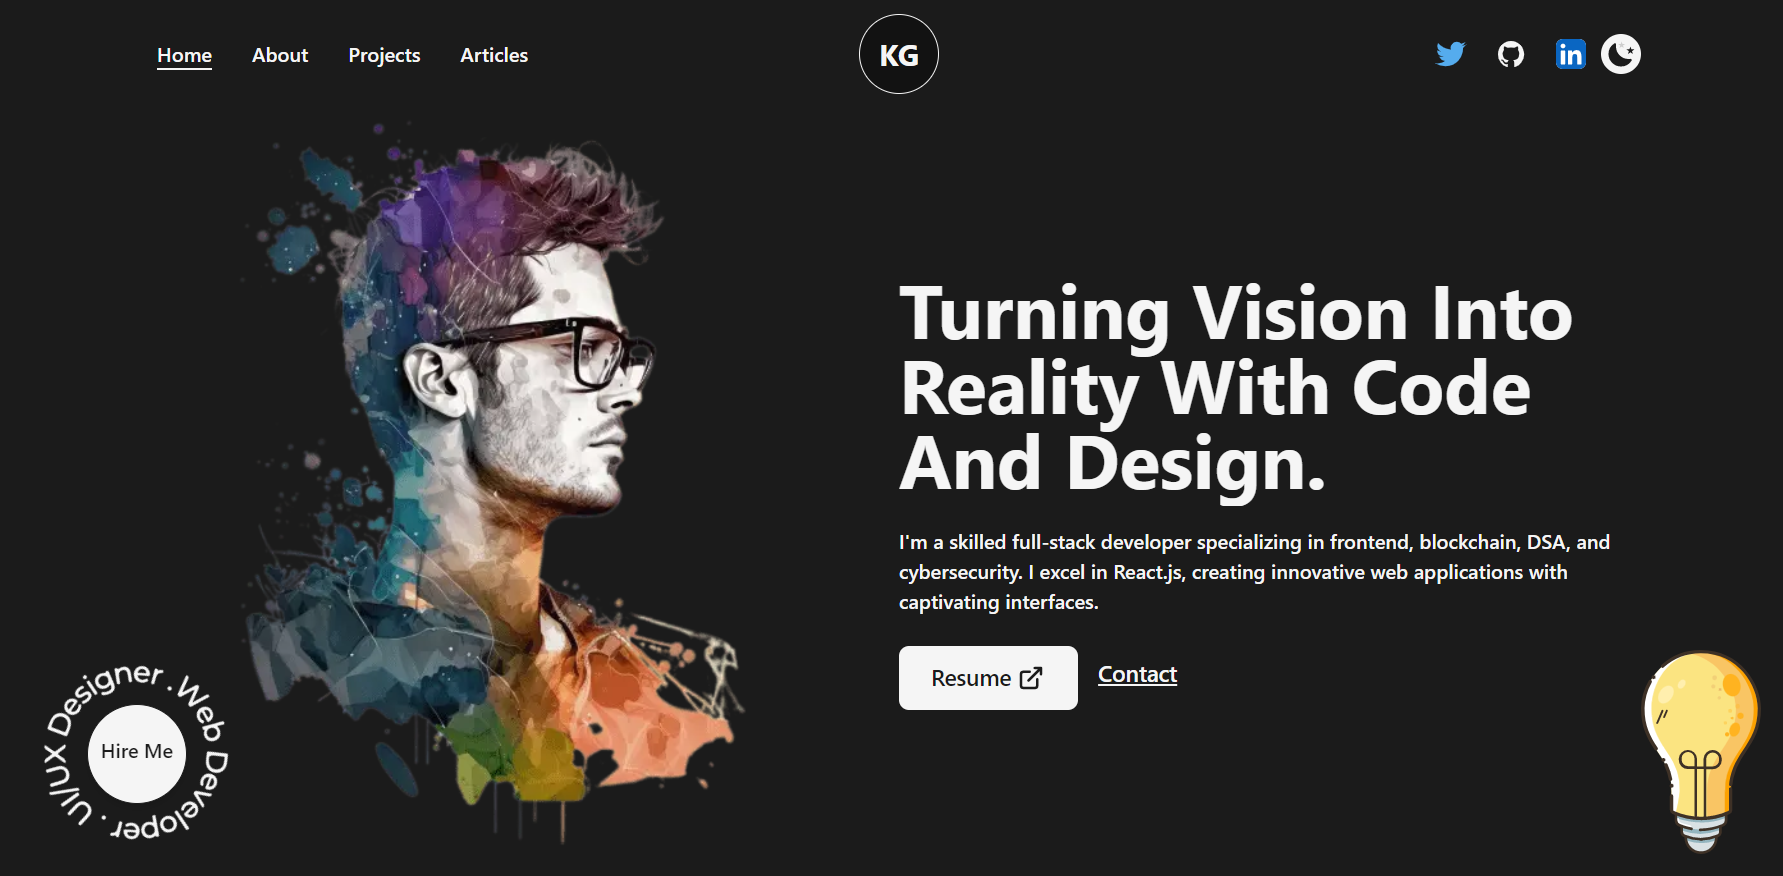 Home
About
Projects
Articles
KG
in
Turning Vision Into
Reality With Code
And Design.
I'm a skilled full-stack developer specializing in frontend, blockchain, DSA, and
cybersecurity. I excel in React.js, creating innovative web applications with
captivating interfaces.
Resume
Contact
UI/UX Designer . Web Developer .
Hire Me